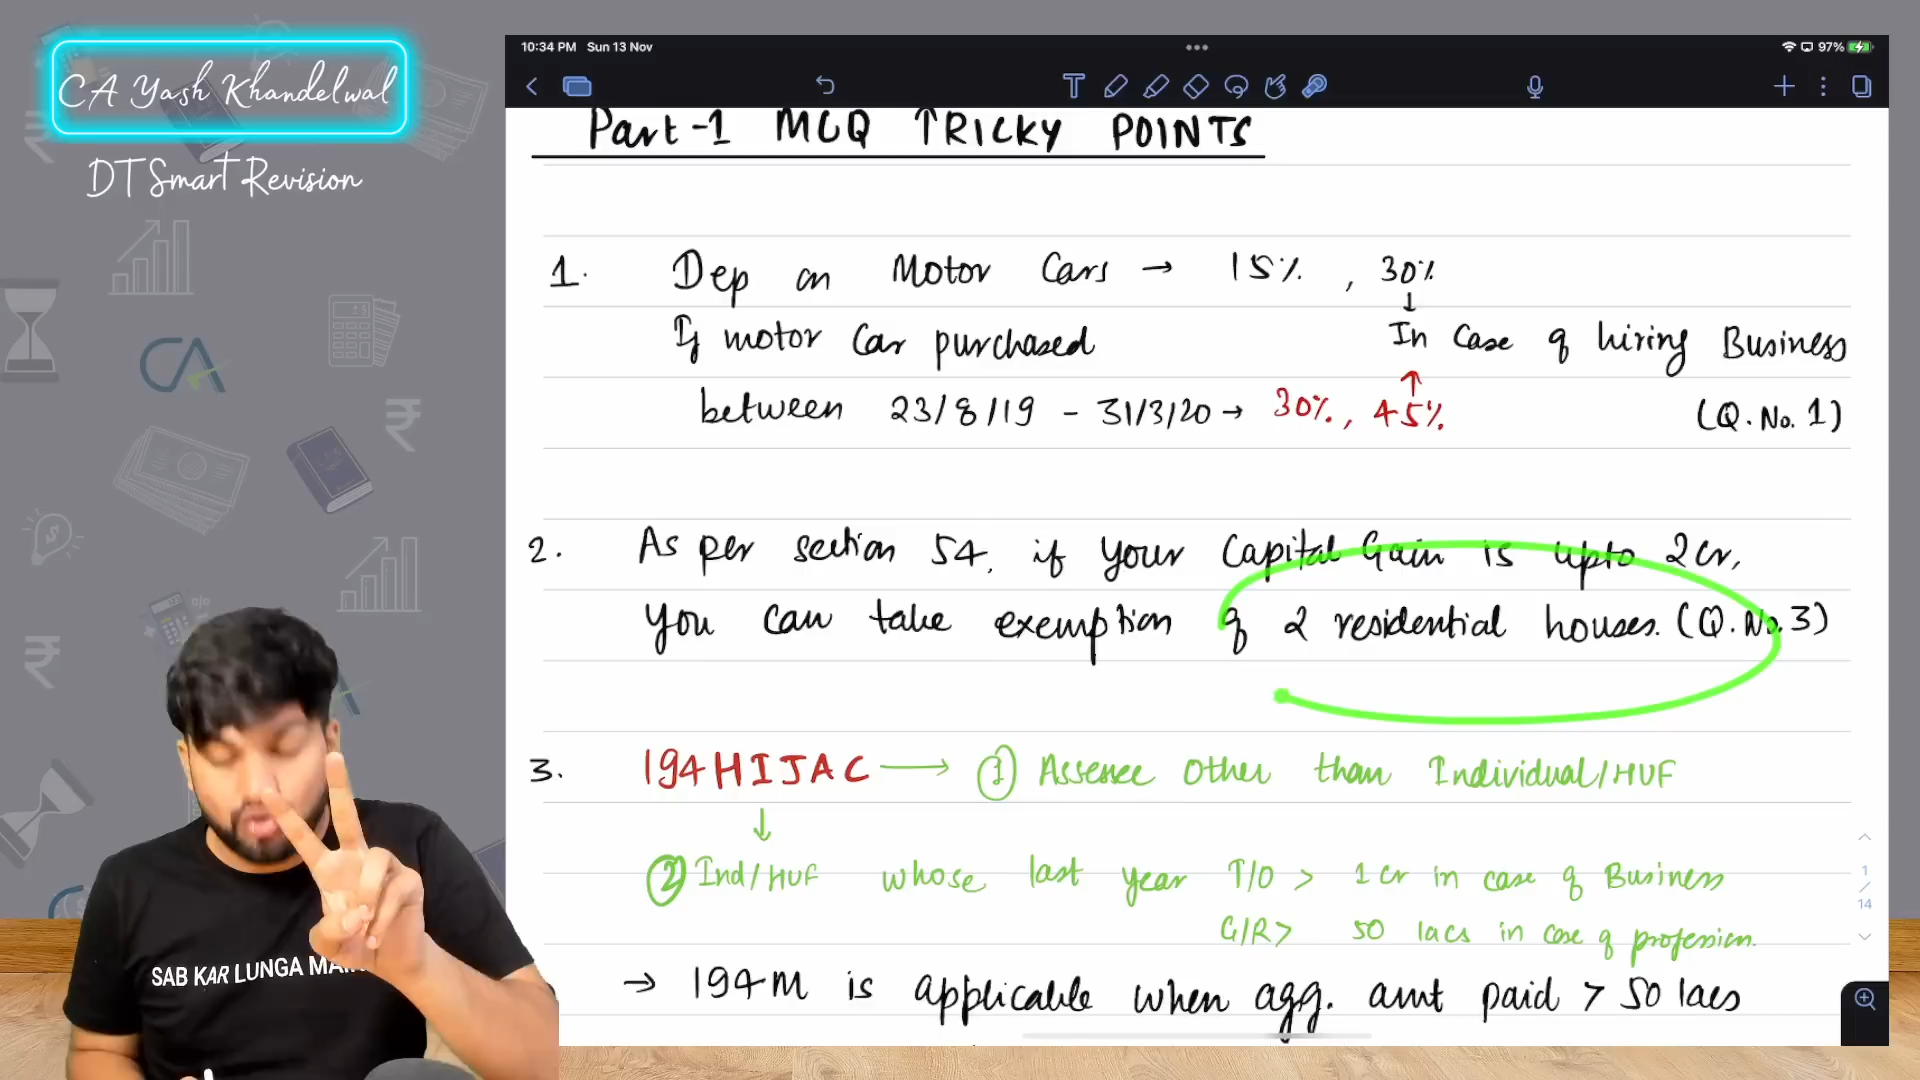 CA Yash Khandelwal
DT Smart Revision
10:34 PM Sun 13 Nov
97%
Part-1 MCQ TRICKY POINTS
1. Dep on Motor Cars → 15% , 30%
↓
If motor Car purchased In Case of hiring Business
↑
between 23/8/19 - 31/3/20 → 30%, 45% (Q. No. 1)
2. As per section 54, if your Capital Gain is upto 2cr,
You can take exemption of 2 residential houses. (Q. No. 3)
3. 194HIJAC → ① Assessee Other than Individual/HUF
↓
② Ind/HUF whose last year T/O > 1 cr in case of Business
G/R > 50 lacs in case of profession.
→ 194M is applicable when agg. amt paid > 50 lacs
1
/
14
CA
SAB KAR LUNGA MAI